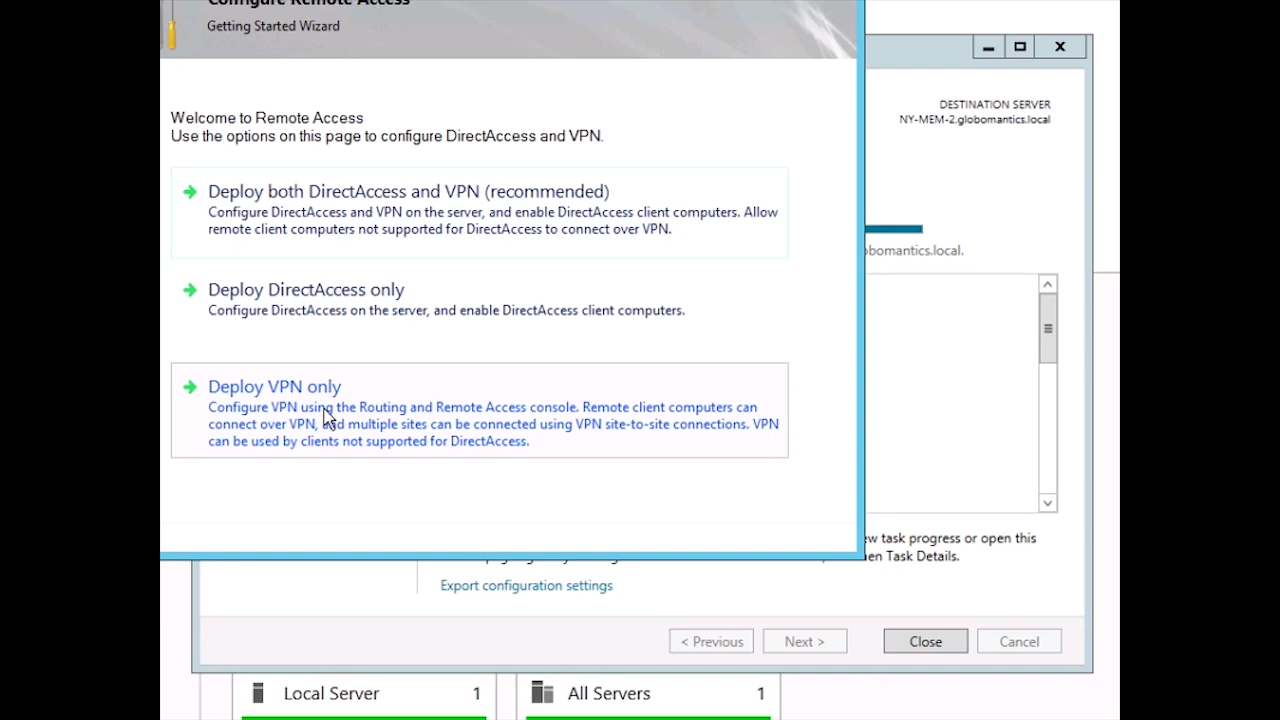 Configure Remote Access
Getting Started Wizard
Welcome to Remote Access
Use the options on this page to configure DirectAccess and VPN.
Deploy both DirectAccess and VPN (recommended)
Configure DirectAccess and VPN on the server, and enable DirectAccess client computers. Allow
remote client computers not supported for DirectAccess to connect over VPN.
Deploy DirectAccess only
Configure DirectAccess on the server, and enable DirectAccess client computers.
Deploy VPN only
Configure VPN using the Routing and Remote Access console. Remote client computers can
connect over VPN, and multiple sites can be connected using VPN site-to-site connections. VPN
can be used by clients not supported for DirectAccess.
DESTINATION SERVER
NY-MEM-2.globomantics.local
obomantics.local.
ew task progress or open this
en Task Details.
Export configuration settings
< Previous
Next >
Close
Cancel
Local Server 1
All Servers 1